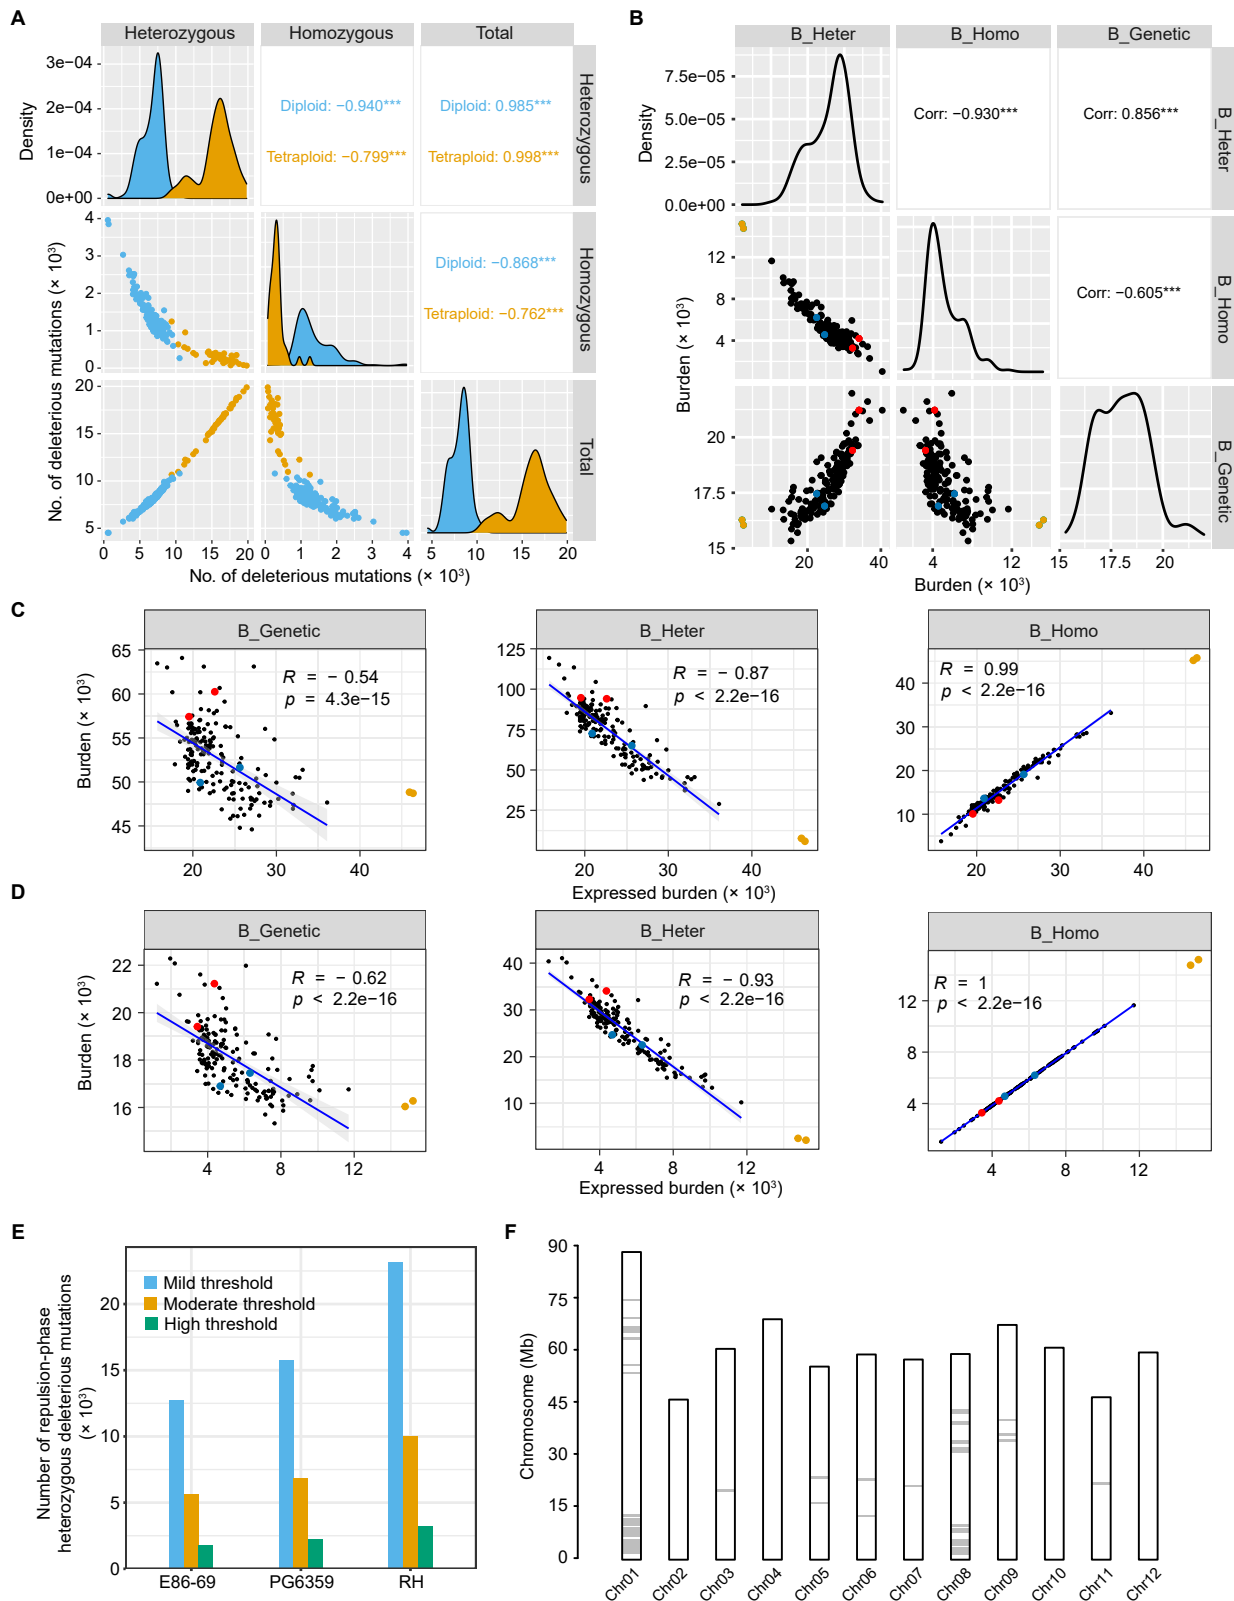 A
Heterozygous Homozygous Total
3e−04
2e−04
1e−04
0e+00
Density
Diploid: −0.940***
Tetraploid: −0.799***
Diploid: 0.985***
Tetraploid: 0.998***
Heterozygous
4
3
2
1
0
No. of deleterious mutations (× 10³)
Diploid: −0.868***
Tetraploid: −0.762***
Homozygous
20
15
10
5
No. of deleterious mutations (× 10³)
Total
0 5 10 15 20 0 1 2 3 4 5 10 15 20
No. of deleterious mutations (× 10³)
B
B_Heter B_Homo B_Genetic
7.5e−05
5.0e−05
2.5e−05
0.0e+00
Density
Corr: −0.930***
Corr: 0.856***
B_Heter
12
8
4
Burden (× 10³)
Corr: −0.605***
B_Homo
20
17.5
15
B_Genetic
20 40 4 12 15 17.5 20
Burden (× 10³)
C
B_Genetic
R = − 0.54
p = 4.3e−15
65
60
55
50
45
Burden (× 10³)
20 30 40
B_Heter
R = − 0.87
p < 2.2e−16
125
100
75
50
25
20 30 40
Expressed burden (× 10³)
B_Homo
R = 0.99
p < 2.2e−16
40
30
20
10
20 30 40
D
B_Genetic
R = − 0.62
p < 2.2e−16
22
20
18
16
Burden (× 10³)
4 8 12
B_Heter
R = − 0.93
p < 2.2e−16
40
30
20
10
4 8 12
Expressed burden (× 10³)
B_Homo
R = 1
p < 2.2e−16
12
8
4
4 8 12
E
Mild threshold
Moderate threshold
High threshold
20
15
10
5
0
Number of repulsion-phase
heterozygous deleterious mutations
(× 10³)
E86-69 PG6359 RH
F
90
75
60
45
30
15
0
Chromosome (Mb)
Chr01 Chr02 Chr03 Chr04 Chr05 Chr06 Chr07 Chr08 Chr09 Chr10 Chr11 Chr12